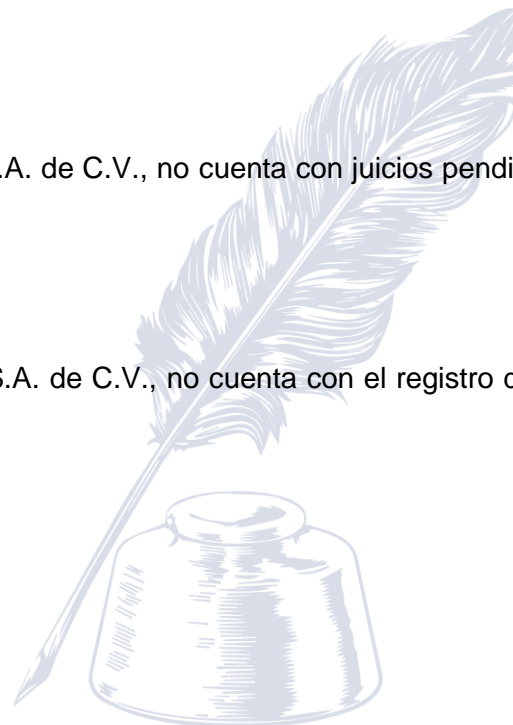 .A. de C.V., no cuenta con juicios pendi
S.A. de C.V., no cuenta con el registro